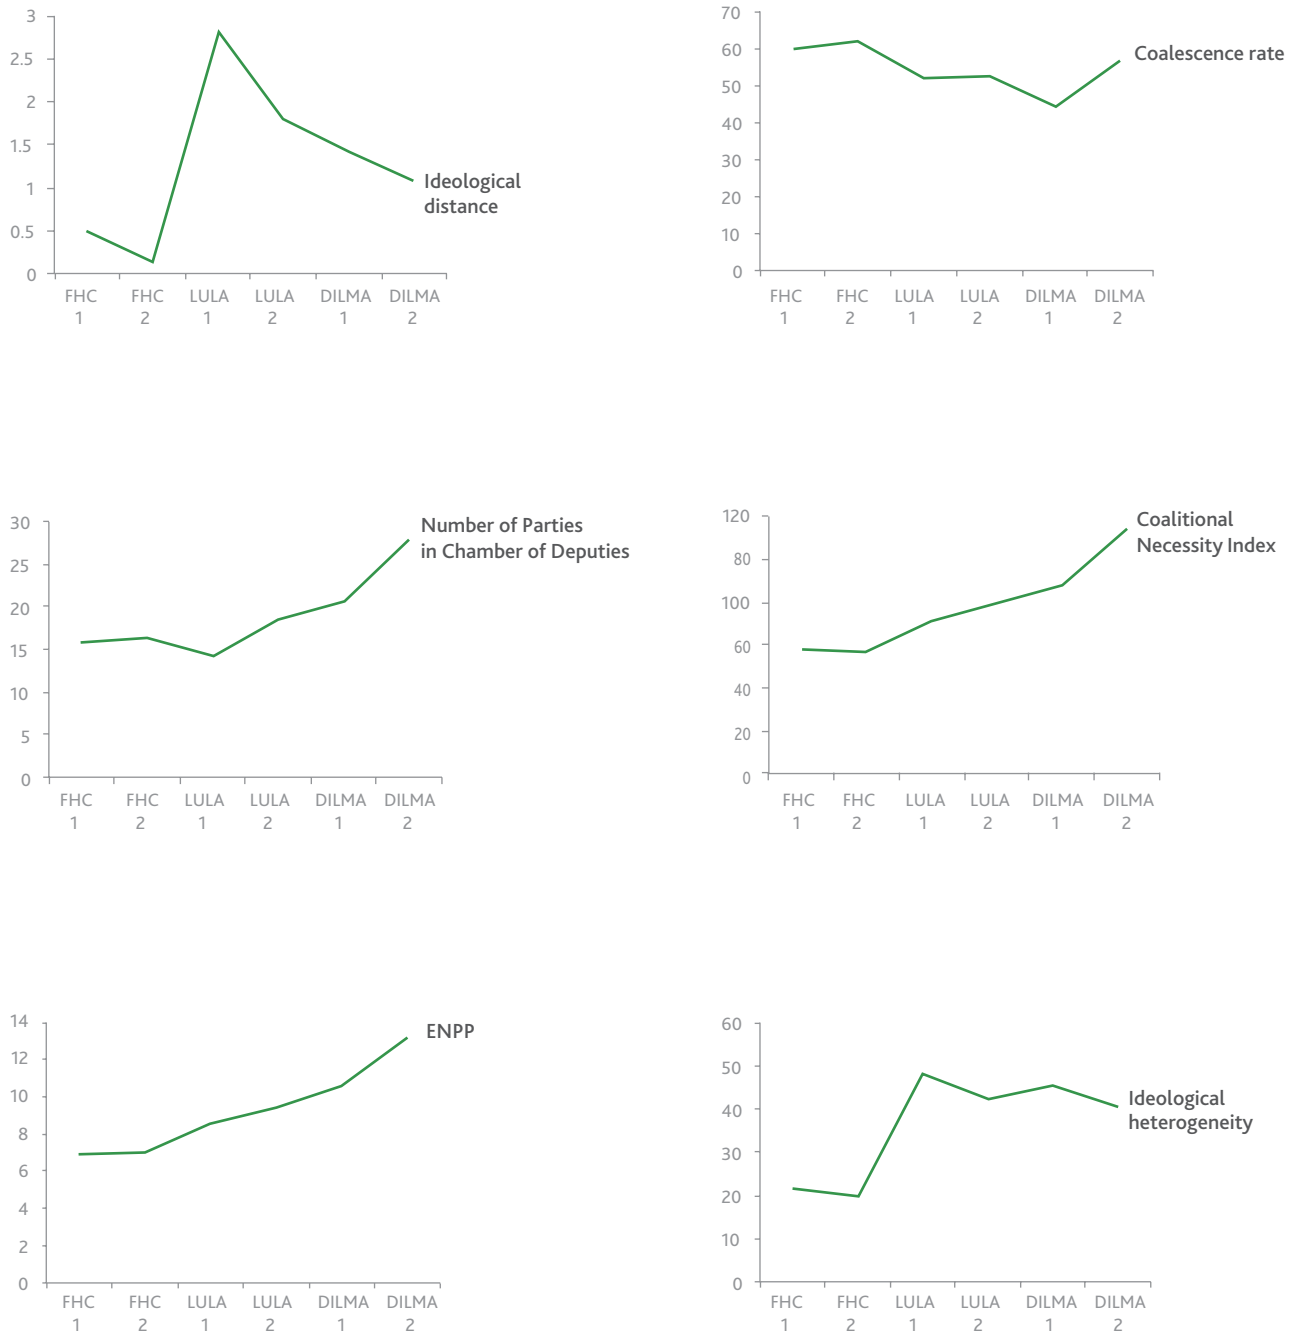 3
2.5
2
1.5
1
0.5
0
Ideological
distance
FHC FHC LULA LULA DILMA DILMA
1 2 1 2 1 2
70
60
50
40
30
20
10
0
Coalescence rate
FHC FHC LULA LULA DILMA DILMA
1 2 1 2 1 2
30
25
20
15
10
5
0
Number of Parties
in Chamber of Deputies
FHC FHC LULA LULA DILMA DILMA
1 2 1 2 1 2
120
80
100
60
40
20
0
Coalitional
Necessity Index
FHC FHC LULA LULA DILMA DILMA
1 2 1 2 1 2
14
12
10
8
6
4
2
0
ENPP
FHC FHC LULA LULA DILMA DILMA
1 2 1 2 1 2
60
50
40
30
20
10
0
Ideological
heterogeneity
FHC FHC LULA LULA DILMA DILMA
1 2 1 2 1 2